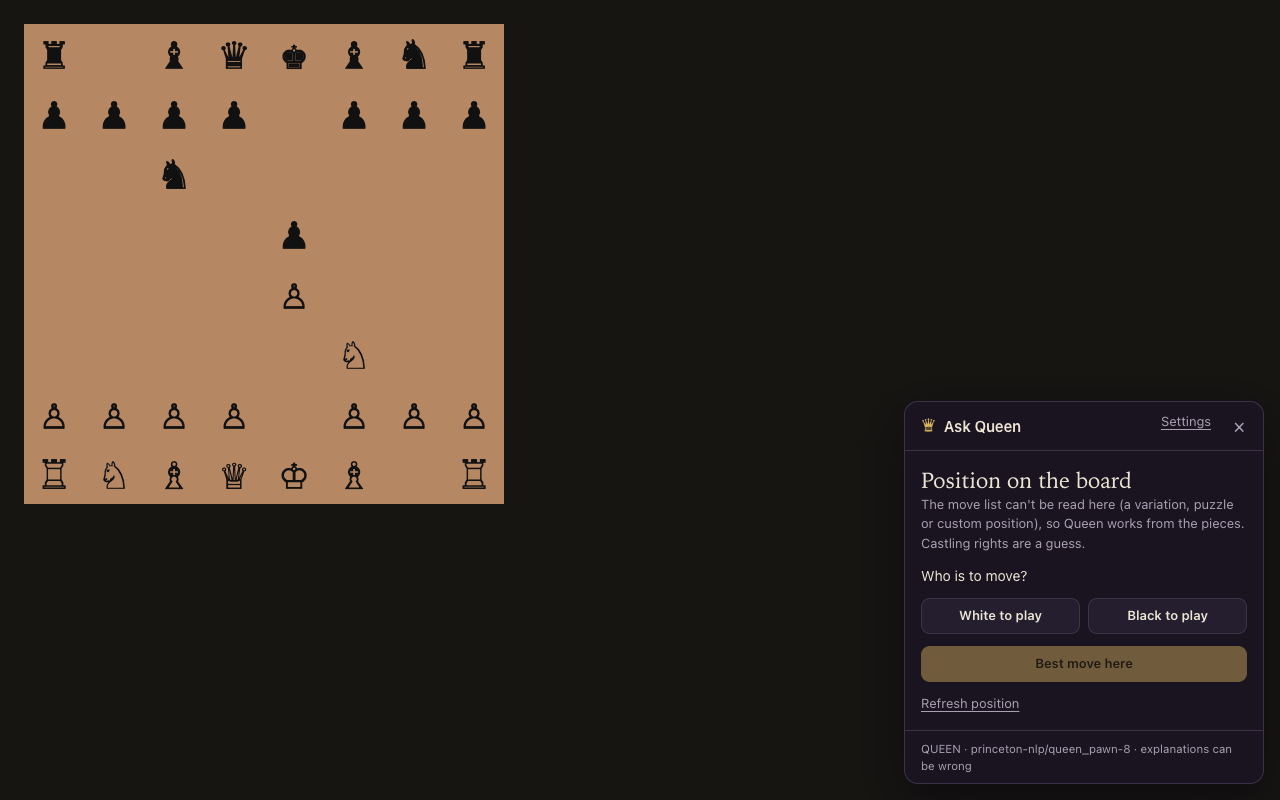 Ask Queen
Settings
×
Position on the board
The move list can't be read here (a variation, puzzle
or custom position), so Queen works from the pieces.
Castling rights are a guess.
Who is to move?
White to play
Black to play
Best move here
Refresh position
QUEEN · princeton-nlp/queen_pawn-8 · explanations can
be wrong